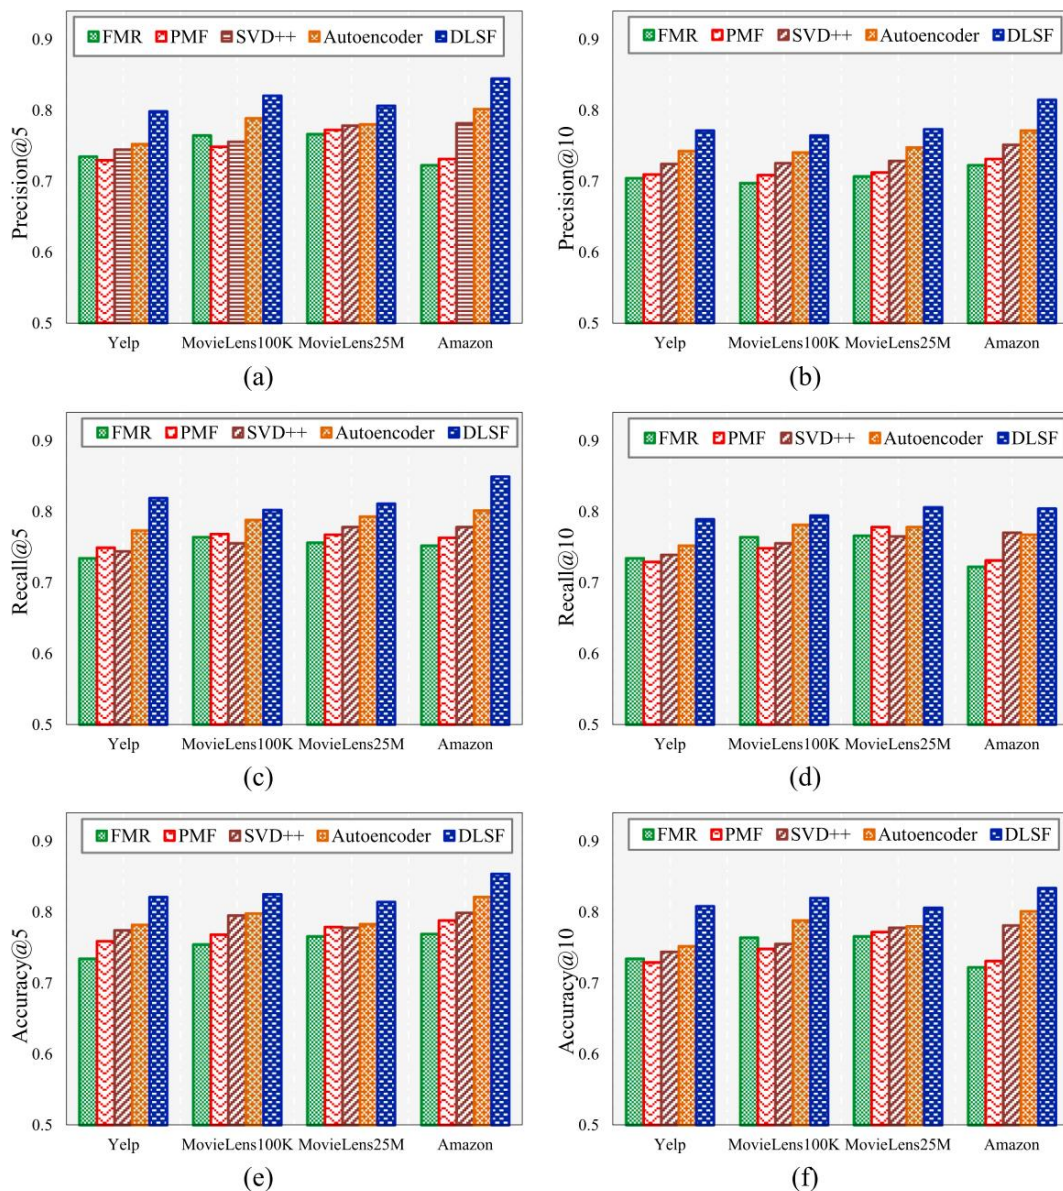 FMR PMF SVD++ Autoencoder DLSF
0.9
0.8
0.7
0.6
0.5
Precision@5
Yelp MovieLens100K MovieLens25M Amazon
(a)
FMR PMF SVD++ Autoencoder DLSF
0.9
0.8
0.7
0.6
0.5
Precision@10
Yelp MovieLens100K MovieLens25M Amazon
(b)
FMR PMF SVD++ Autoencoder DLSF
0.9
0.8
0.7
0.6
0.5
Recall@5
Yelp MovieLens100K MovieLens25M Amazon
(c)
FMR PMF SVD++ Autoencoder DLSF
0.9
0.8
0.7
0.6
0.5
Recall@10
Yelp MovieLens100K MovieLens25M Amazon
(d)
FMR PMF SVD++ Autoencoder DLSF
0.9
0.8
0.7
0.6
0.5
Accuracy@5
Yelp MovieLens100K MovieLens25M Amazon
(e)
FMR PMF SVD++ Autoencoder DLSF
0.9
0.8
0.7
0.6
0.5
Accuracy@10
Yelp MovieLens100K MovieLens25M Amazon
(f)